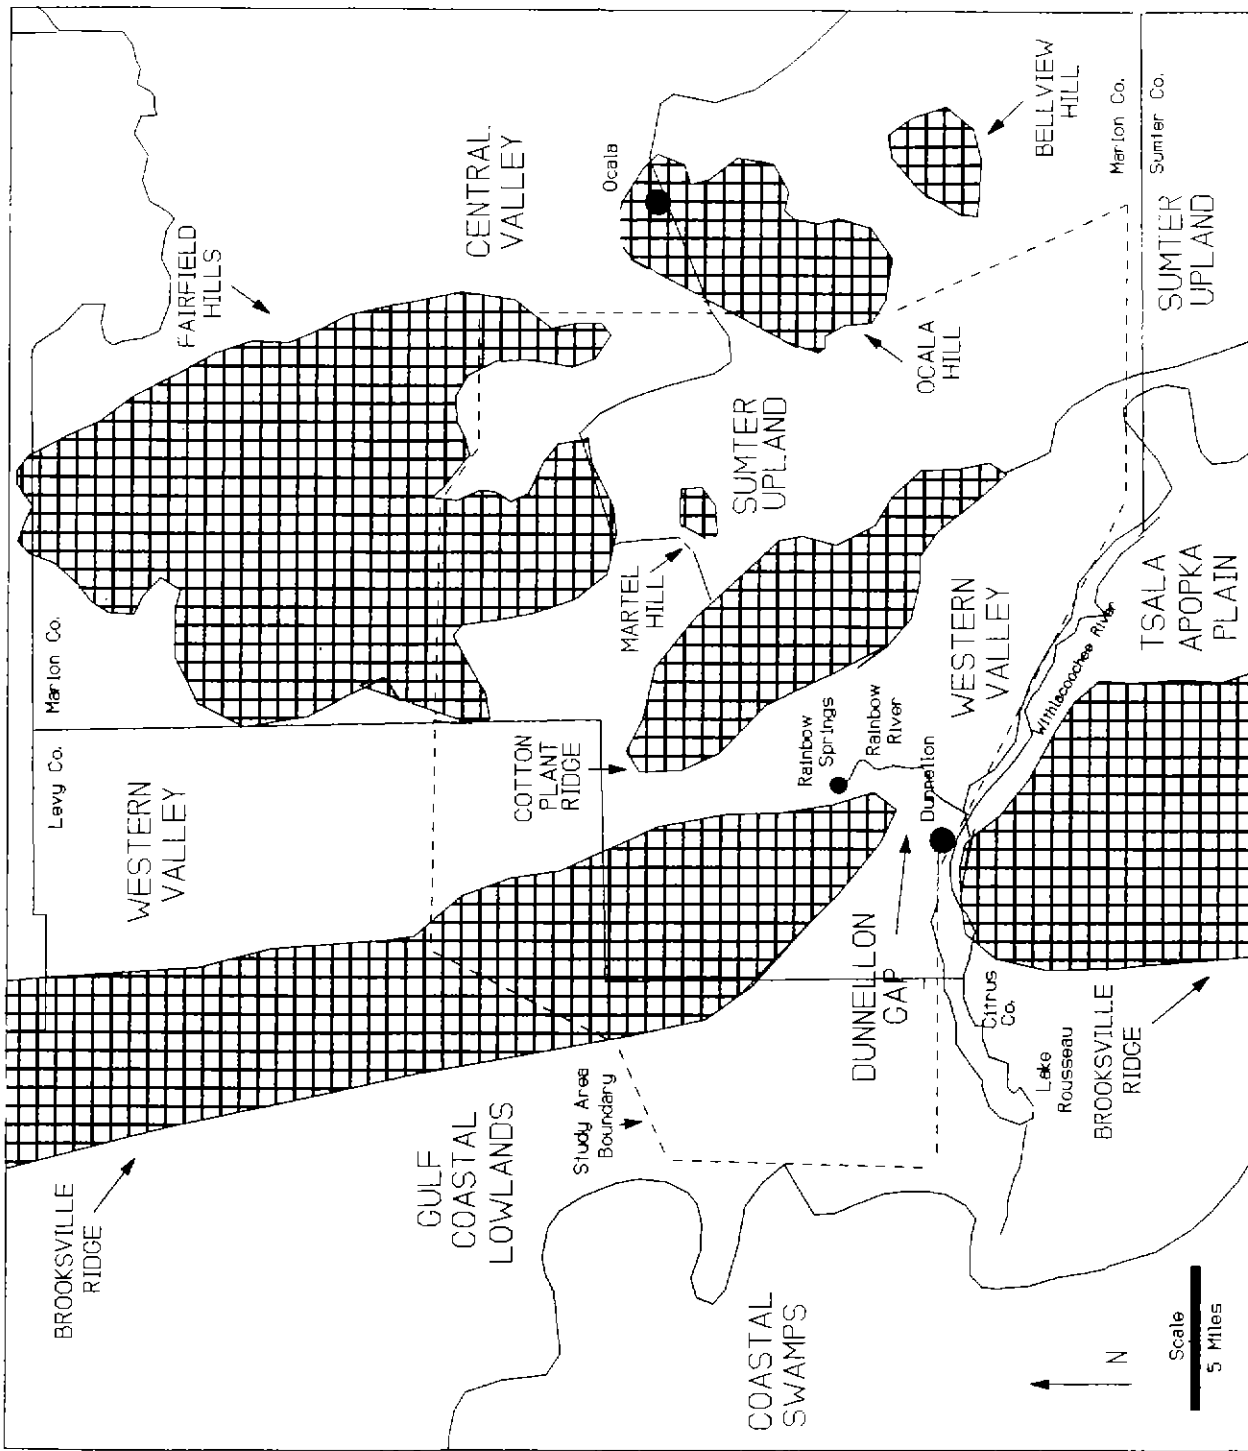 BROOKSVILLE
RIDGE
WESTERN
VALLEY
Levy Co.
Marion Co.
FAIRFIELD
HILLS
CENTRAL
VALLEY
Ocala
BELLVIEW
HILL
Marion Co.
Sumter Co.
SUMTER
UPLAND
OCALA
HILL
SUMTER
UPLAND
MARTEL
HILL
COTTON
PLANT
RIDGE
GULF
COASTAL
LOWLANDS
Study Area
Boundary
Rainbow
Springs
Rainbow
River
Dunnellon
WESTERN
VALLEY
Withlacoochee River
TSALA
APOPKA
PLAIN
DUNNELLON
GAP
Citrus
Co.
Lake
Rousseau
BROOKSVILLE
RIDGE
COASTAL
SWAMPS
N
Scale
5 Miles